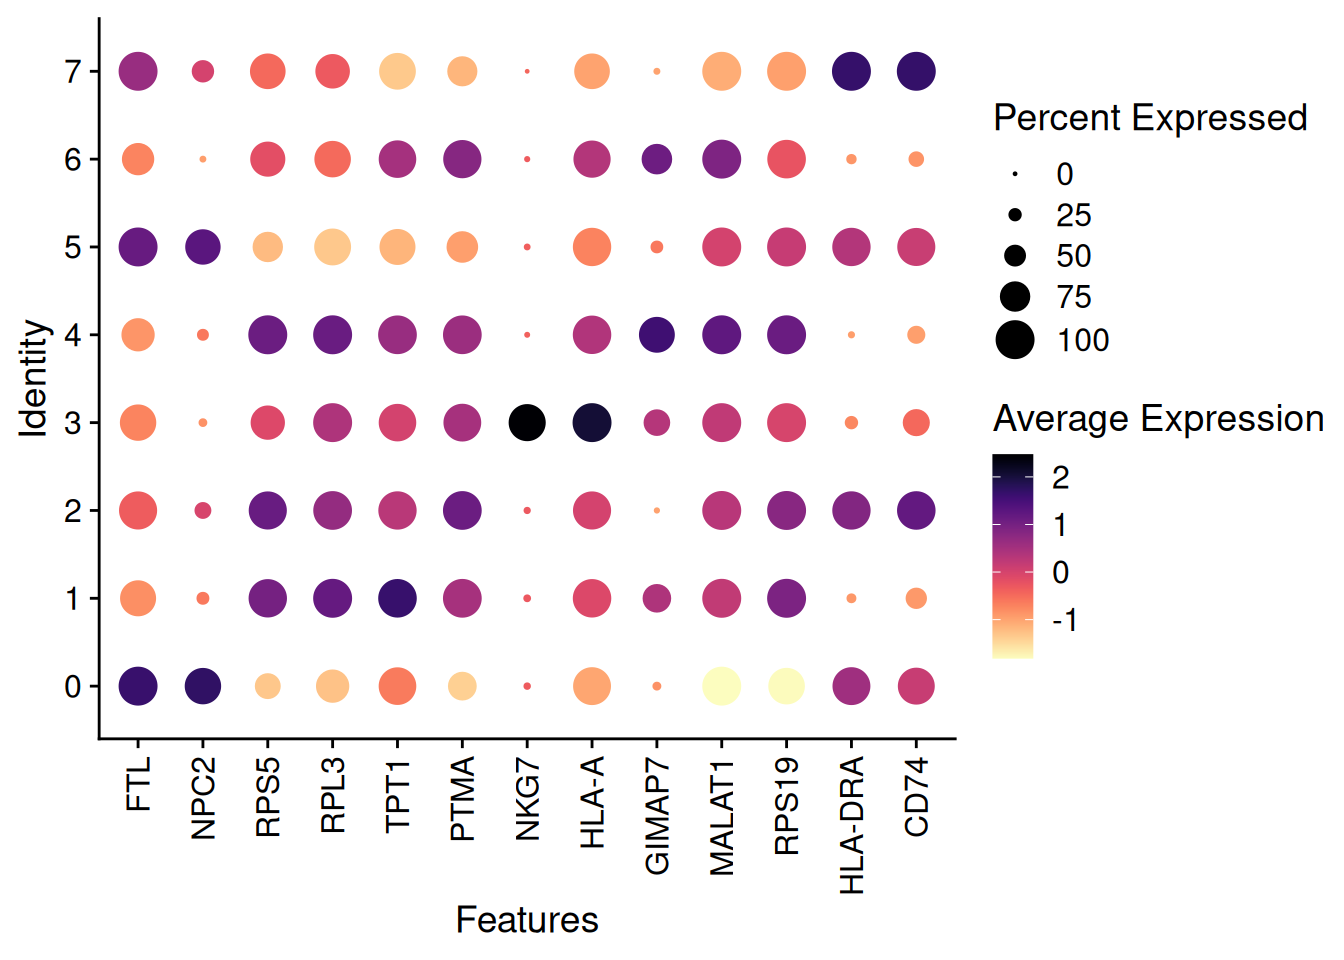 7
6
5
4
3
2
1
0
Identity
FTL
NPC2
RPS5
RPL3
TPT1
PTMA
NKG7
HLA-A
GIMAP7
MALAT1
RPS19
HLA-DRA
CD74
Features
Percent Expressed
0
25
50
75
100
Average Expression
2
1
0
-1